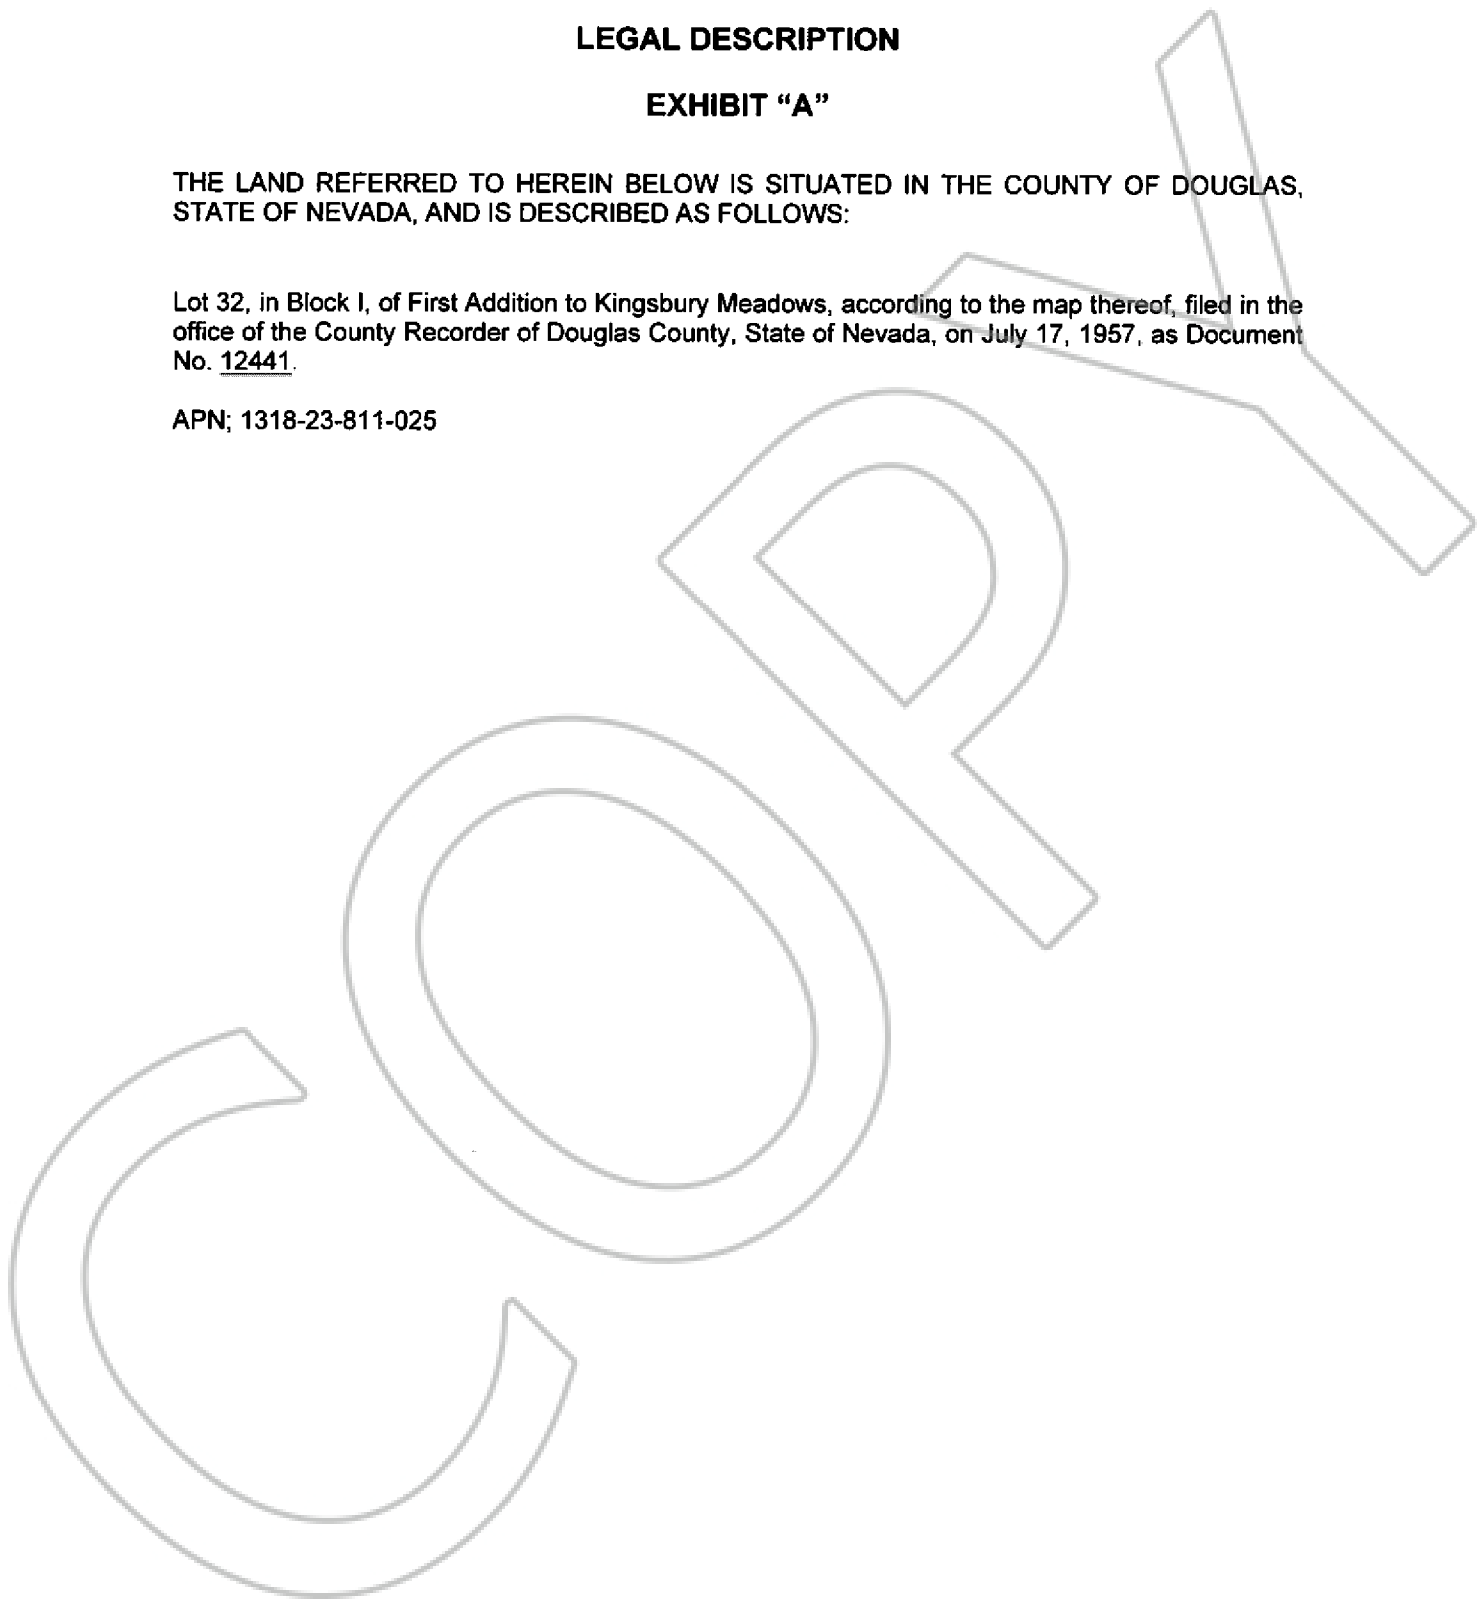 LEGAL DESCRIPTION
EXHIBIT “A”
THE LAND REFERRED TO HEREIN BELOW IS SITUATED IN THE COUNTY OF DOUGLAS,
STATE OF NEVADA, AND IS DESCRIBED AS FOLLOWS:
Lot 32, in Block I, of First Addition to Kingsbury Meadows, according to the map thereof, filed in the
office of the County Recorder of Douglas County, State of Nevada, on July 17, 1957, as Document
No. 12441.
APN; 1318-23-811-025
COPY